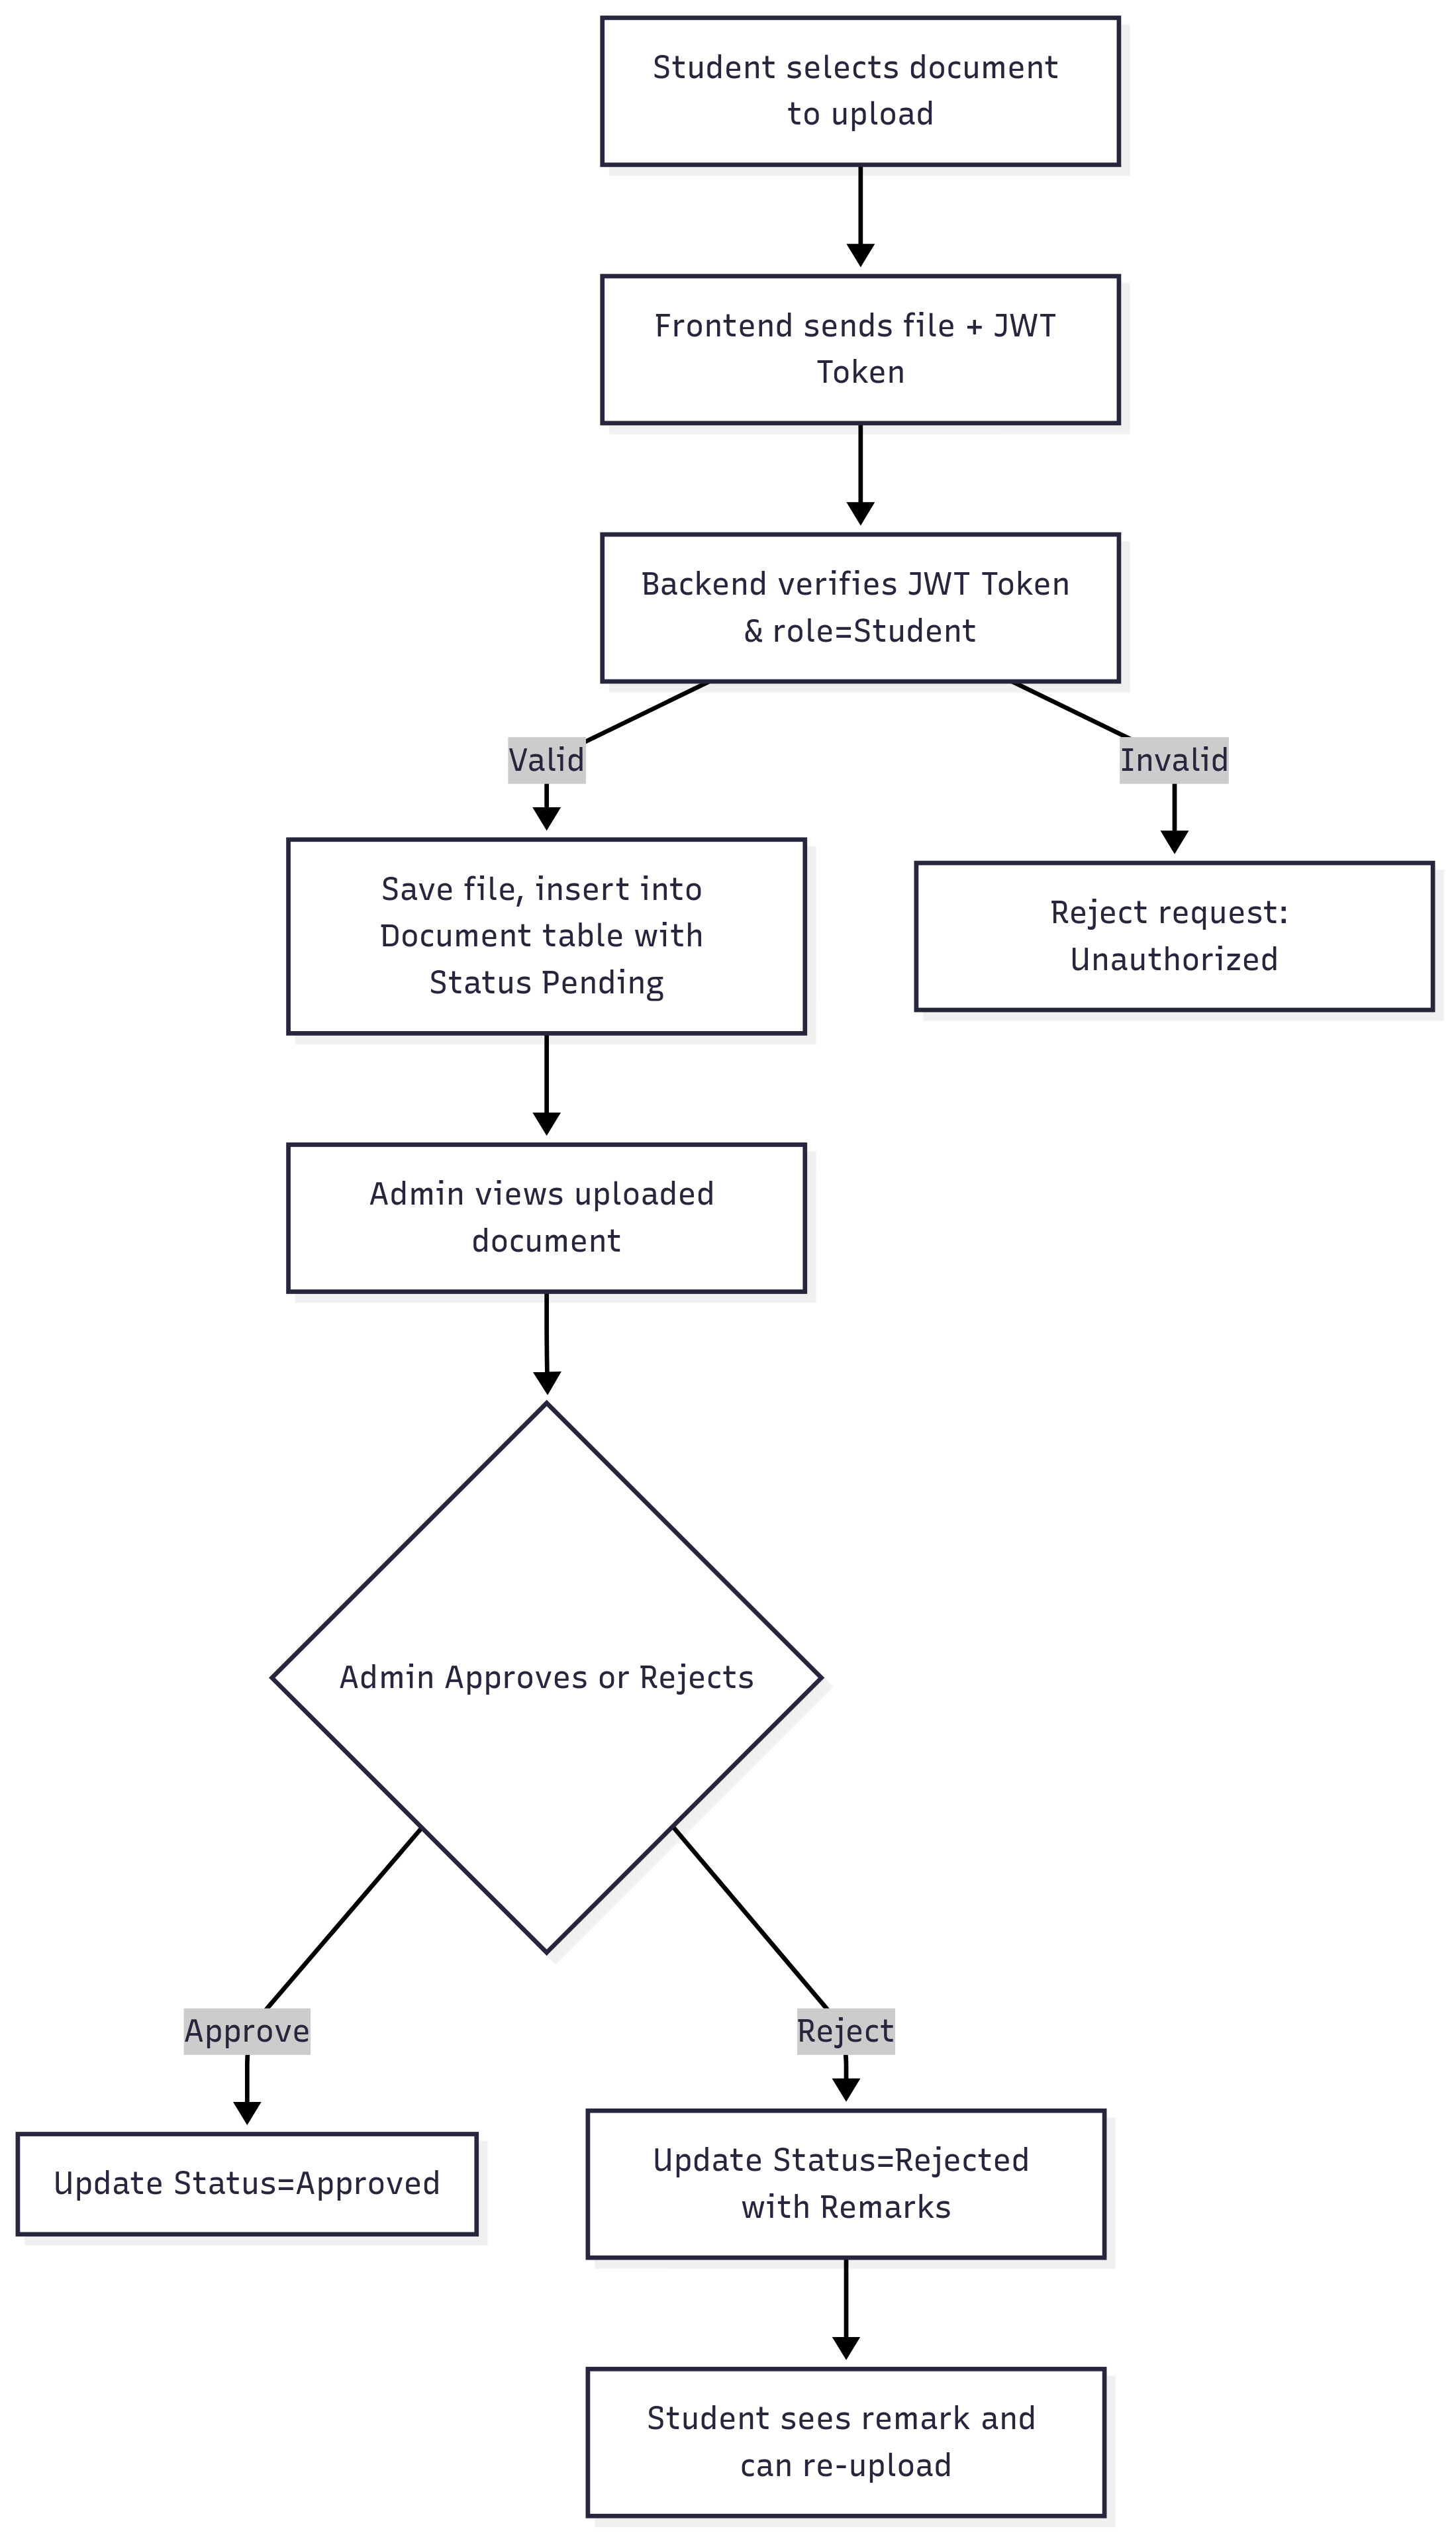 Student selects document
to upload
Frontend sends file + JWT
Token
Backend verifies JWT Token
& role=Student
Valid
Invalid
Save file, insert into
Document table with
Status Pending
Reject request:
Unauthorized
Admin views uploaded
document
Admin Approves or Rejects
Approve
Reject
Update Status=Approved
Update Status=Rejected
with Remarks
Student sees remark and
can re-upload